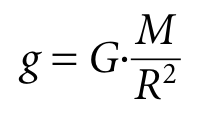 g = G·M/R²